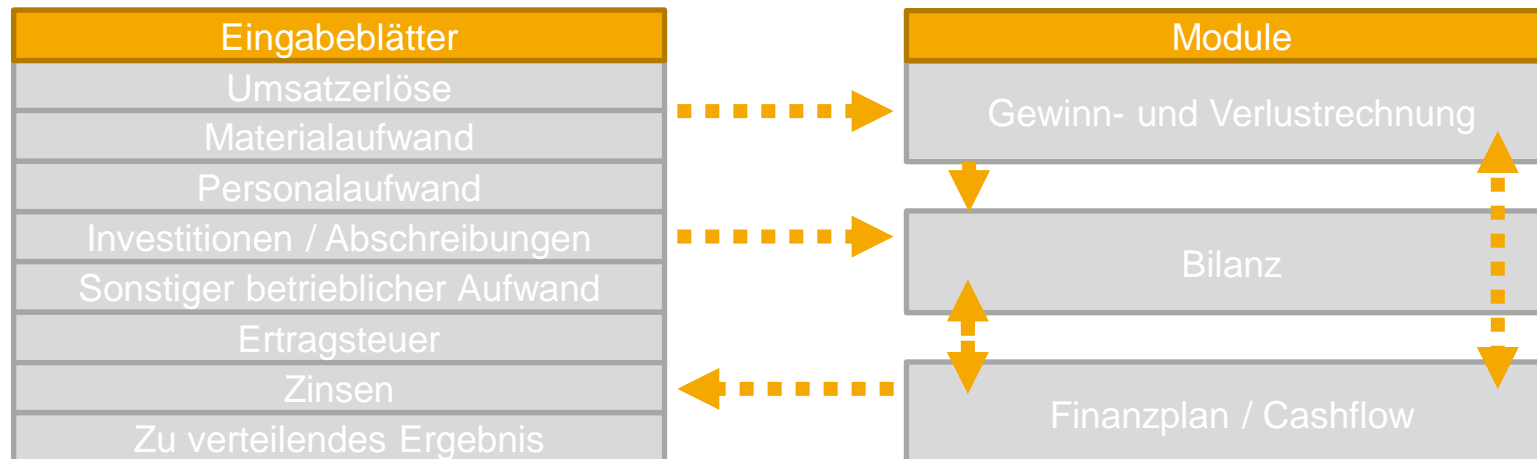 Eingabeblätter
Umsatzerlöse
Materialaufwand
Personalaufwand
Investitionen / Abschreibungen
Sonstiger betrieblicher Aufwand
Ertragsteuer
Zinsen
Zu verteilendes Ergebnis
Module
Gewinn- und Verlustrechnung
Bilanz
Finanzplan / Cashflow